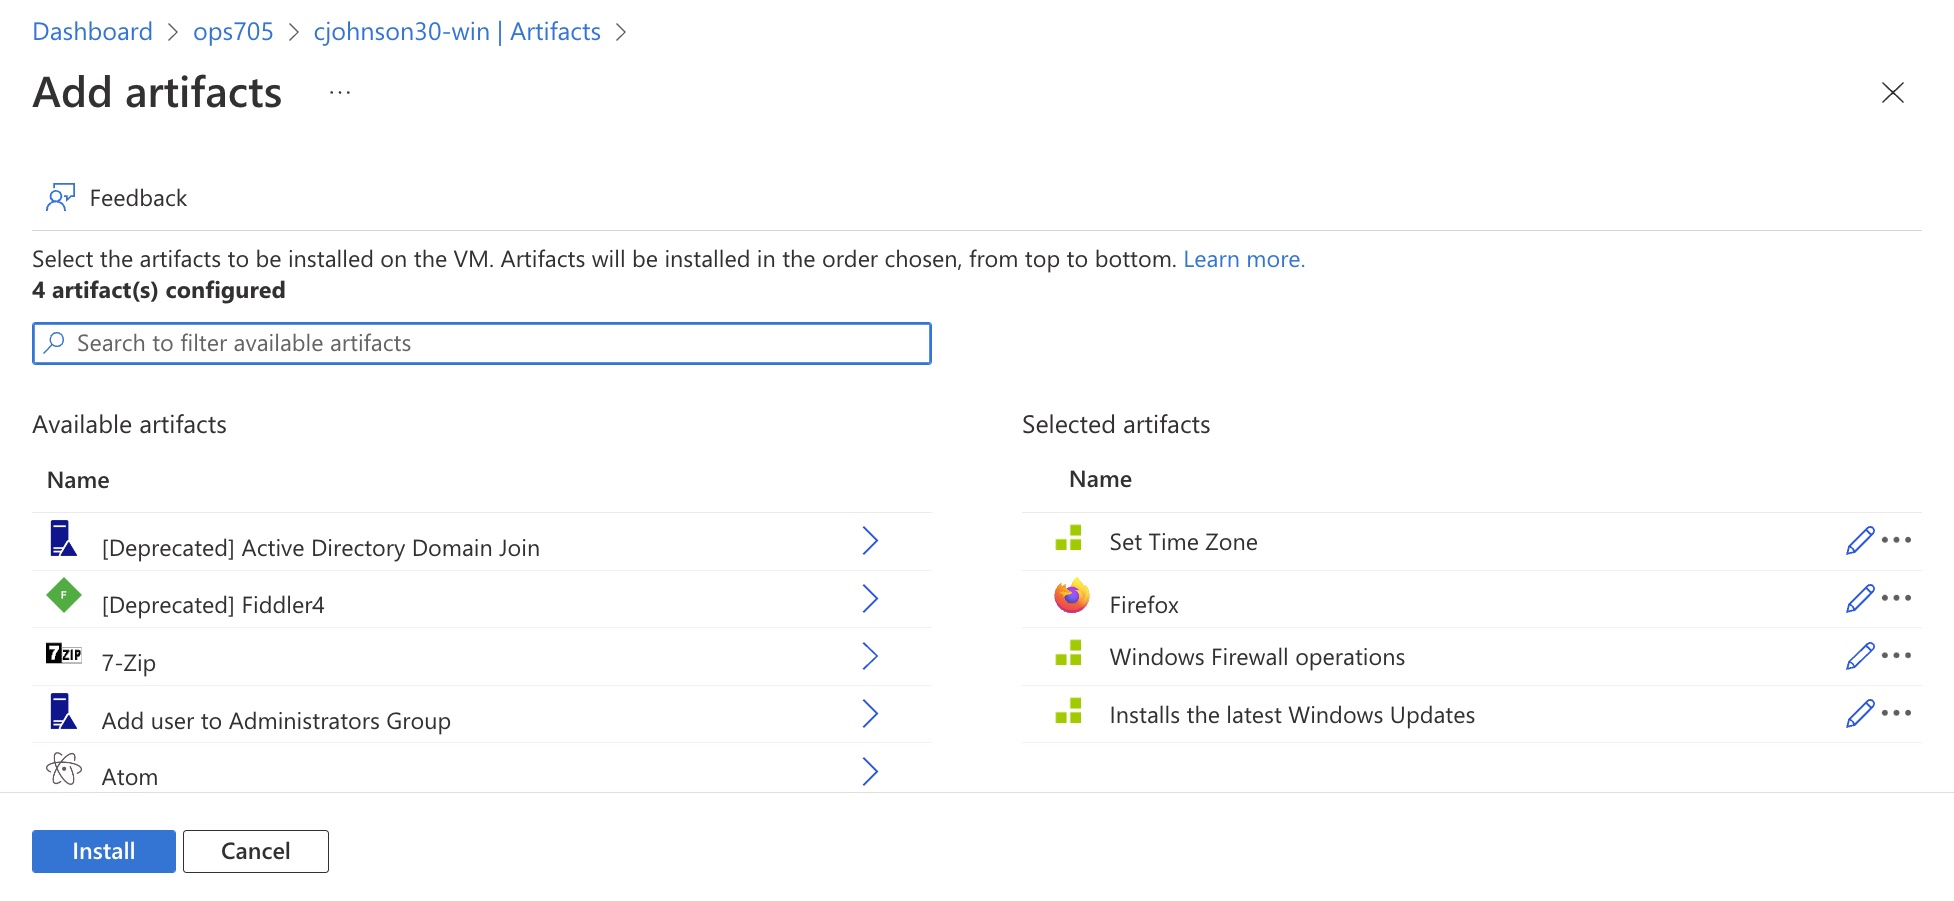 Dashboard > ops705 > cjohnson30-win | Artifacts >
Add artifacts ...
Feedback
Select the artifacts to be installed on the VM. Artifacts will be installed in the order chosen, from top to bottom. Learn more.
4 artifact(s) configured
Search to filter available artifacts
Available artifacts
Name
[Deprecated] Active Directory Domain Join
F
[Deprecated] Fiddler4
7ZIP
7-Zip
Add user to Administrators Group
Atom
Selected artifacts
Name
Set Time Zone
Firefox
Windows Firewall operations
Installs the latest Windows Updates
Install
Cancel